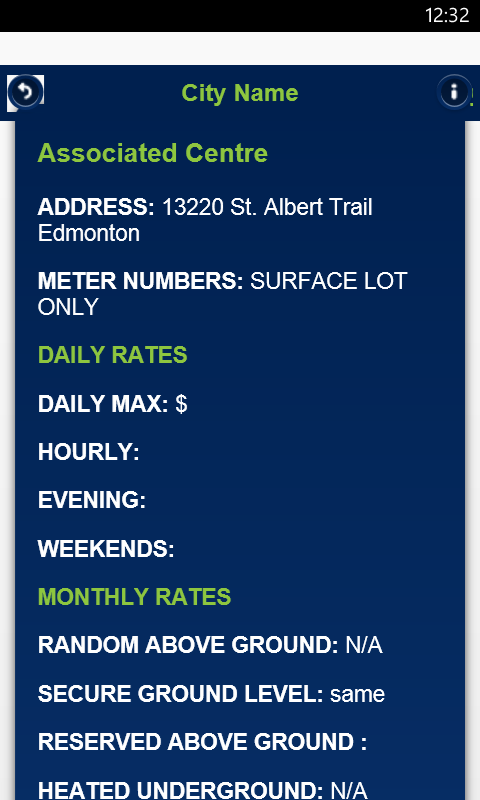 12:32
City Name
Associated Centre
ADDRESS: 13220 St. Albert Trail
Edmonton
METER NUMBERS: SURFACE LOT
ONLY
DAILY RATES
DAILY MAX: $
HOURLY:
EVENING:
WEEKENDS:
MONTHLY RATES
RANDOM ABOVE GROUND: N/A
SECURE GROUND LEVEL: same
RESERVED ABOVE GROUND :
HEATED UNDERGROUND: N/A